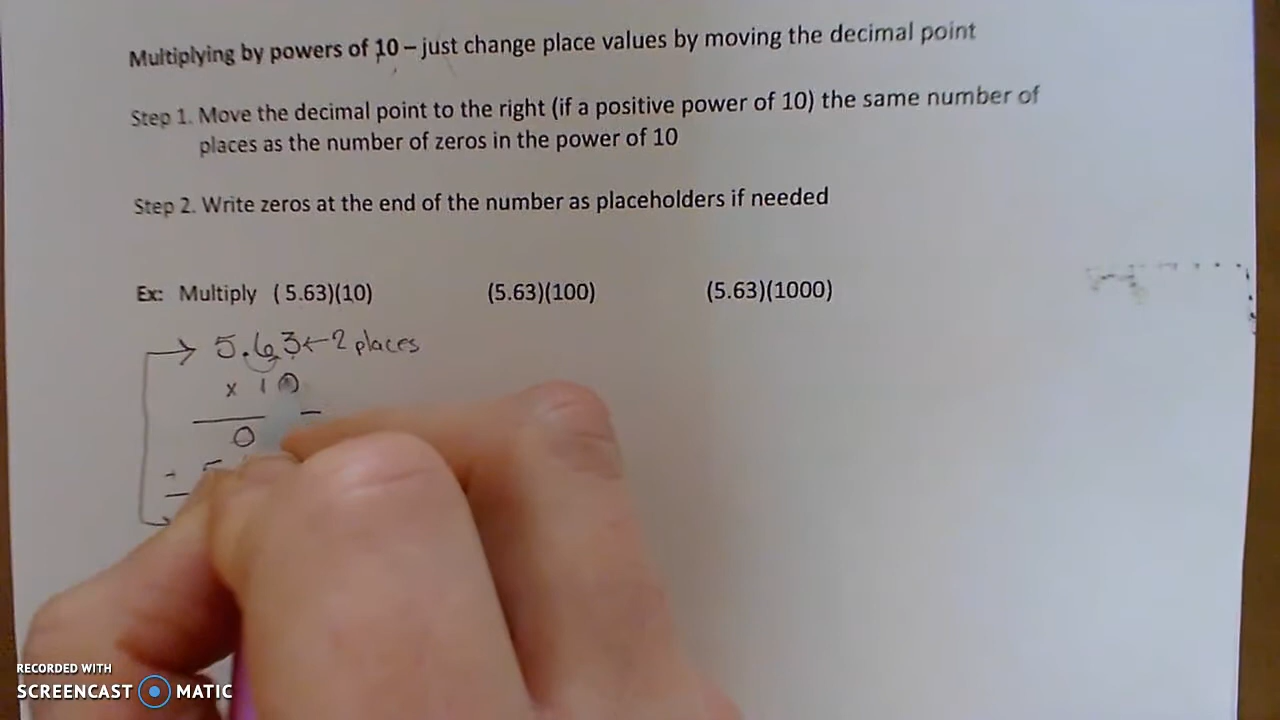 Multiplying by powers of 10 – just change place values by moving the decimal point
Step 1. Move the decimal point to the right (if a positive power of 10) the same number of
places as the number of zeros in the power of 10
Step 2. Write zeros at the end of the number as placeholders if needed
Ex: Multiply ( 5.63)(10) (5.63)(100) (5.63)(1000)
5.63 ← 2 places
x 10
0
RECORDED WITH
SCREENCAST MATIC